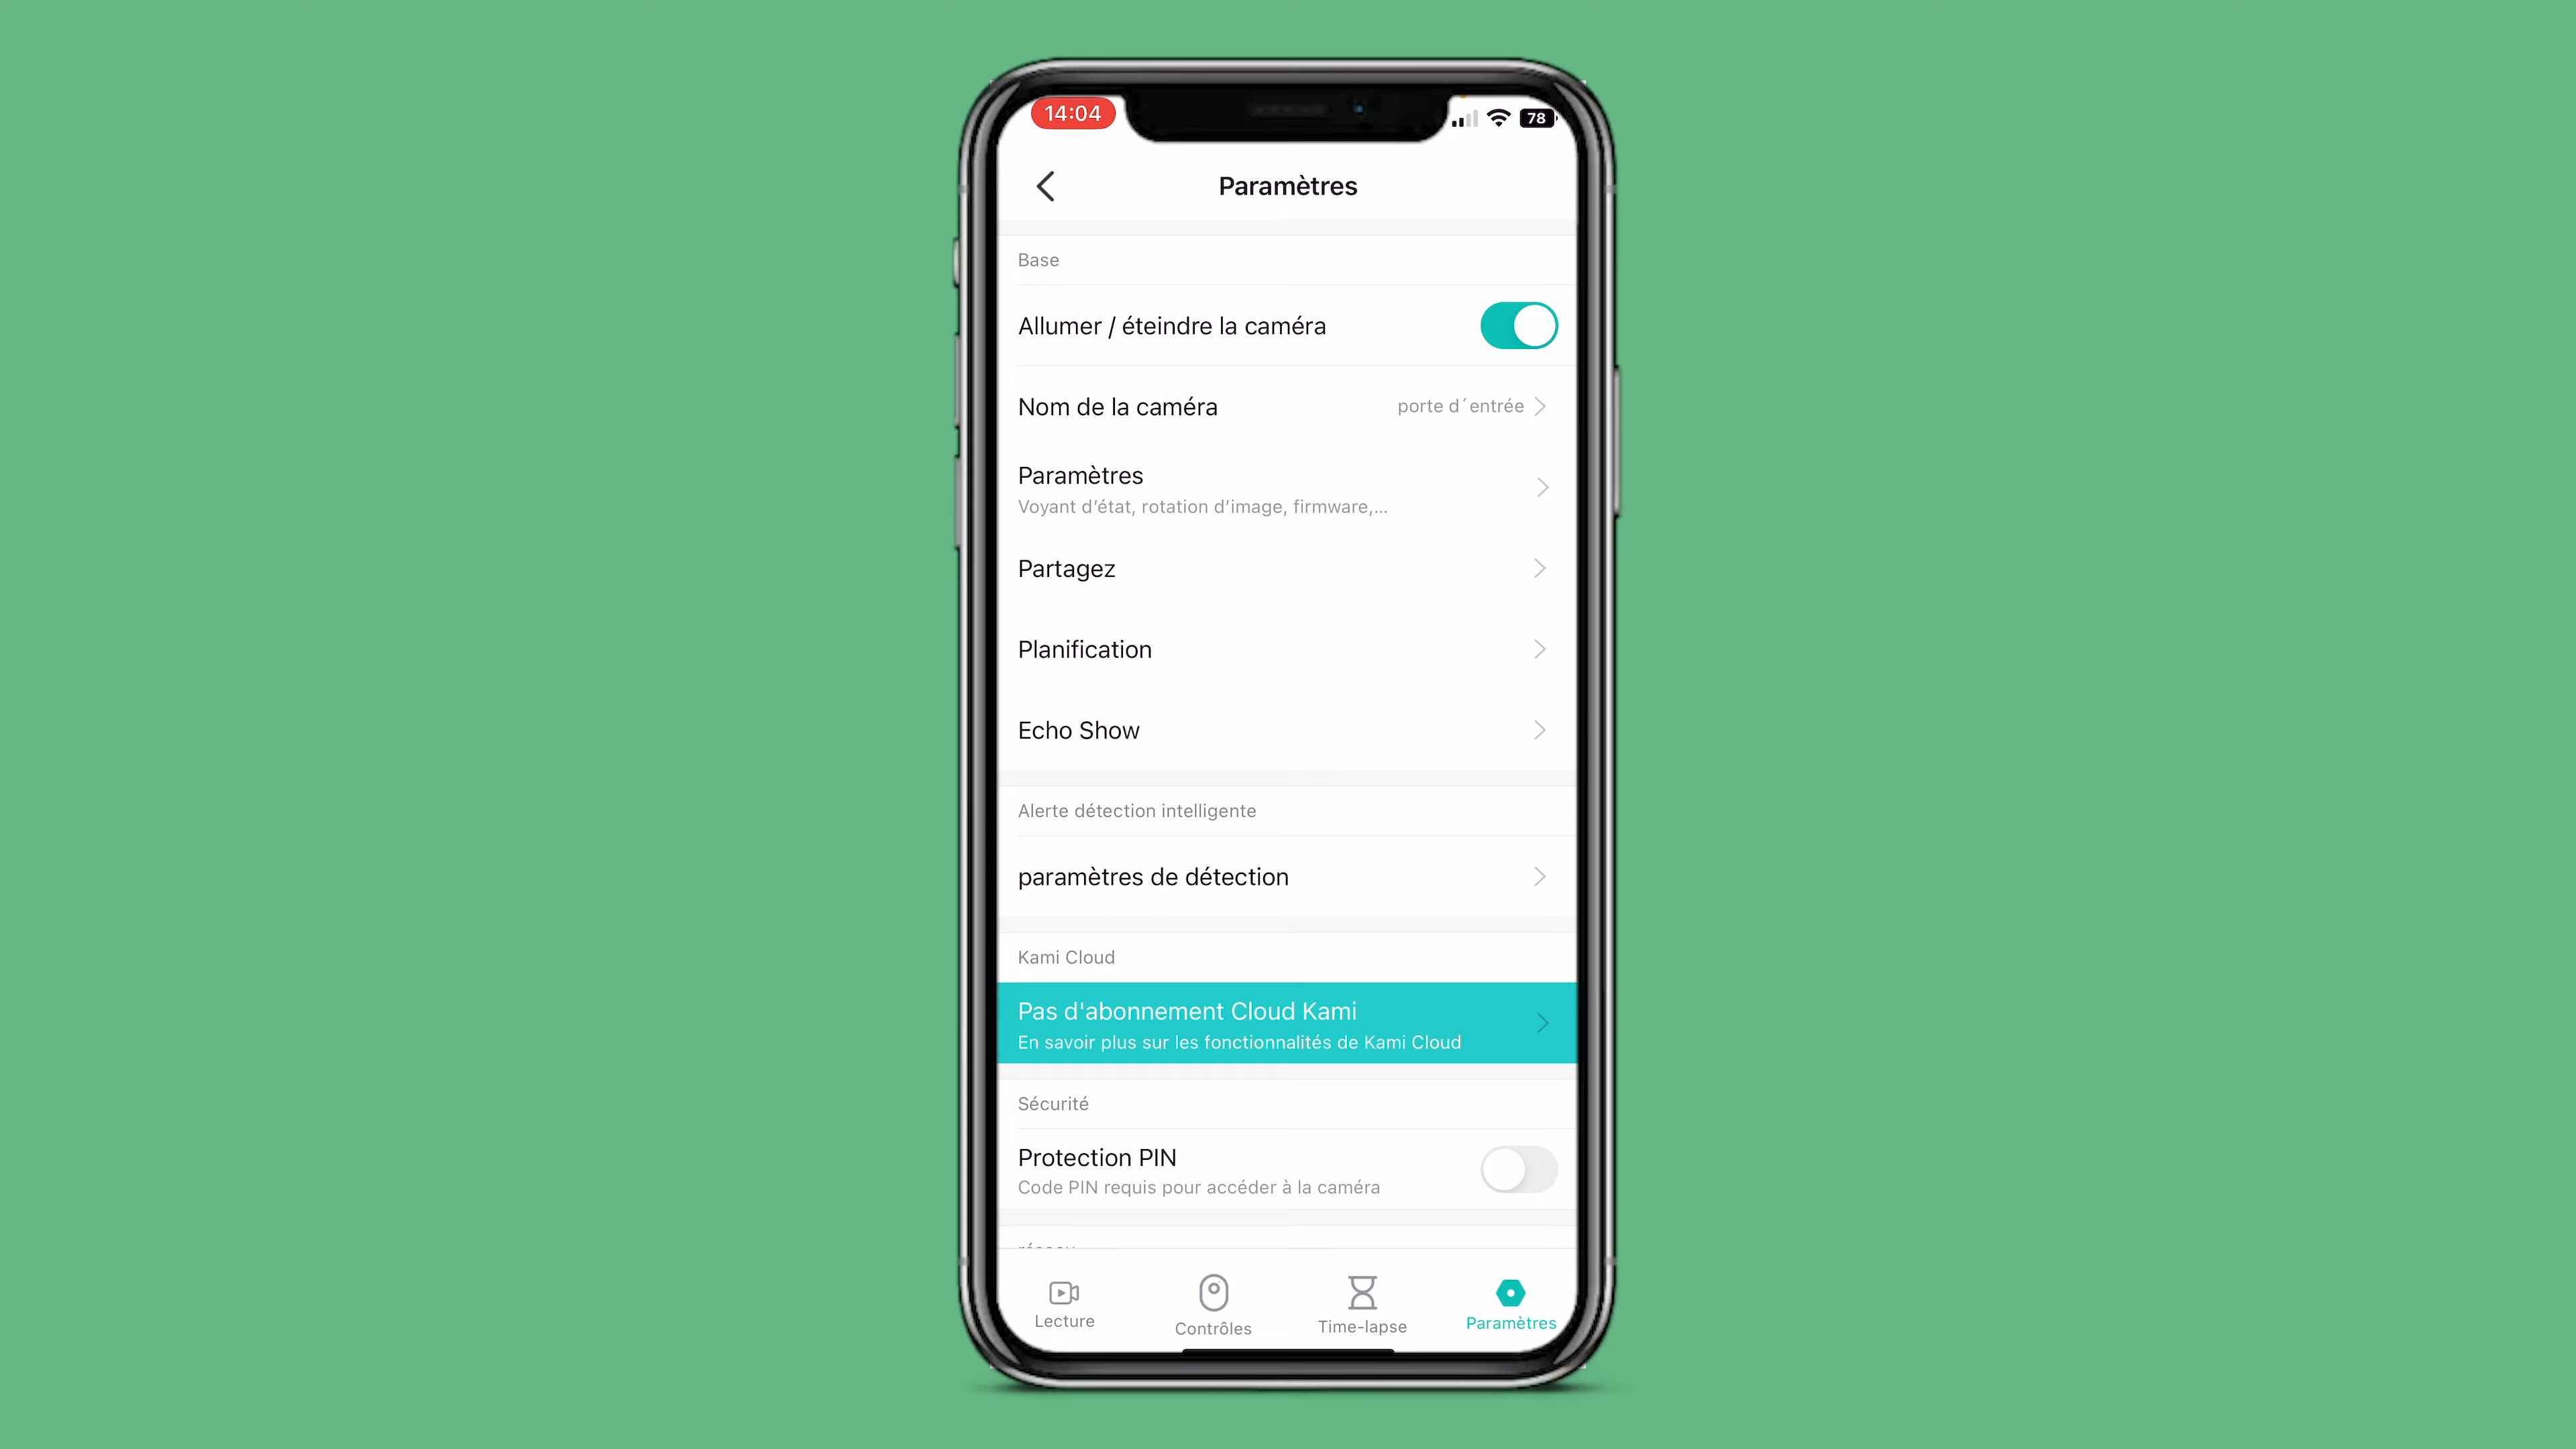 14:04
78
Paramètres
Base
Allumer / éteindre la caméra
Nom de la caméra
porte d´entrée
Paramètres
Voyant d’état, rotation d’image, firmware,...
Partagez
Planification
Echo Show
Alerte détection intelligente
paramètres de détection
Kami Cloud
Pas d'abonnement Cloud Kami
En savoir plus sur les fonctionnalités de Kami Cloud
Sécurité
Protection PIN
Code PIN requis pour accéder à la caméra
Lecture
Contrôles
Time-lapse
Paramètres